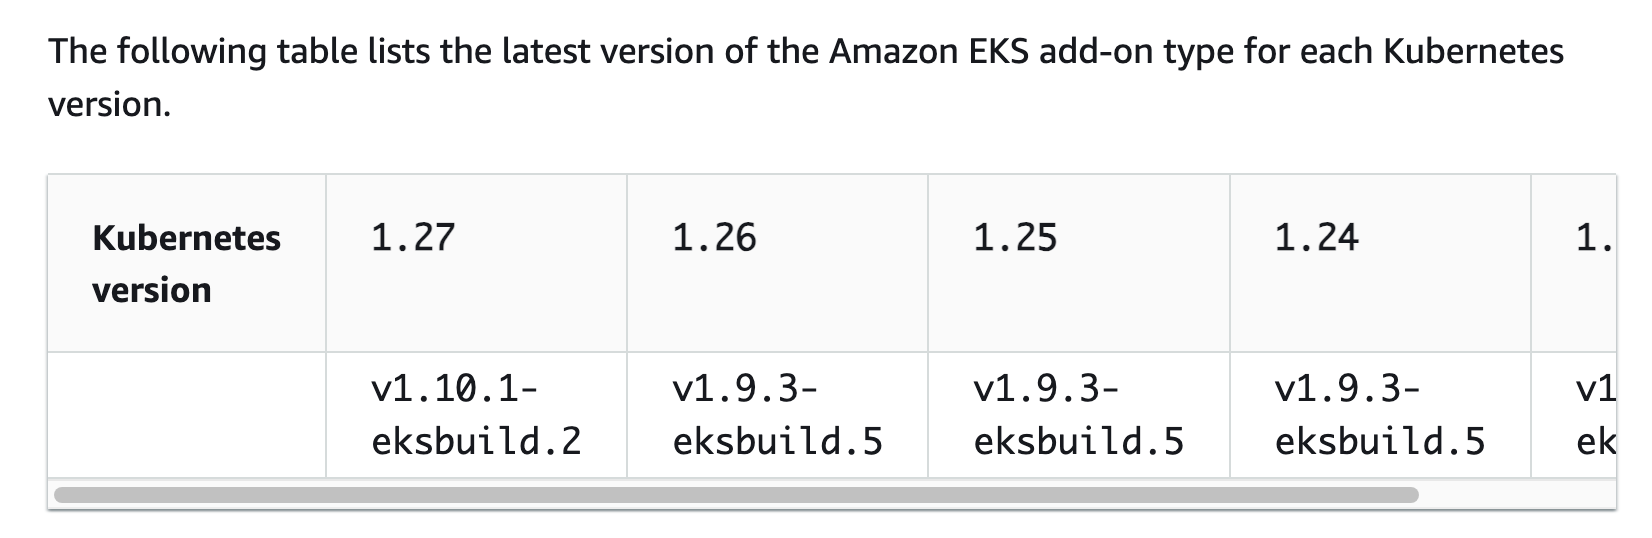 The following table lists the latest version of the Amazon EKS add-on type for each Kubernetes
version.
Kubernetes version 1.27 1.26 1.25 1.24 1.
v1.10.1-eksbuild.2 v1.9.3-eksbuild.5 v1.9.3-eksbuild.5 v1.9.3-eksbuild.5 v1 ek